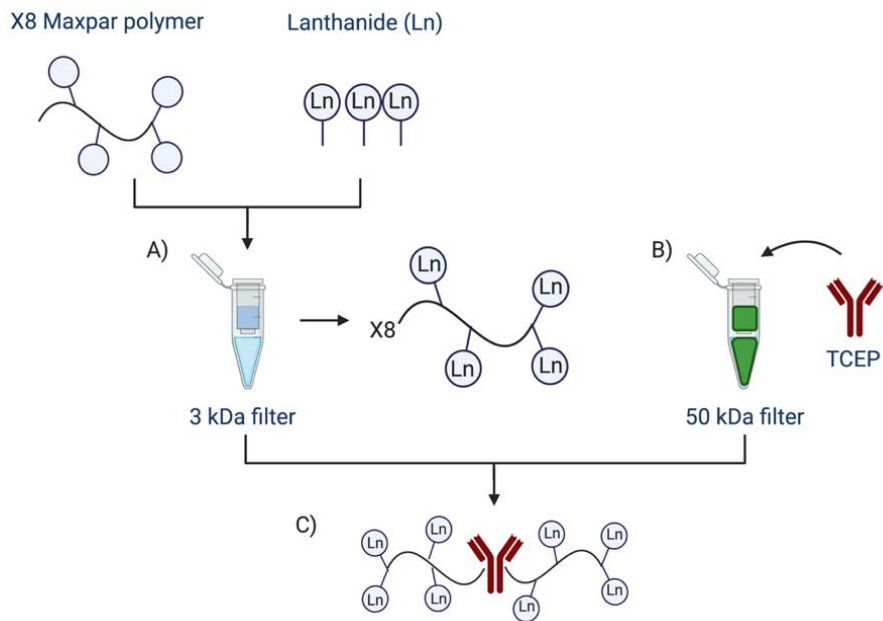 X8 Maxpar polymer
Lanthanide (Ln)
Ln Ln Ln
A)
B)
Ln
Ln
X8
Ln
Ln
TCEP
3 kDa filter
50 kDa filter
C)
Ln
Ln
Ln
Ln
Ln
Ln
Ln
Ln